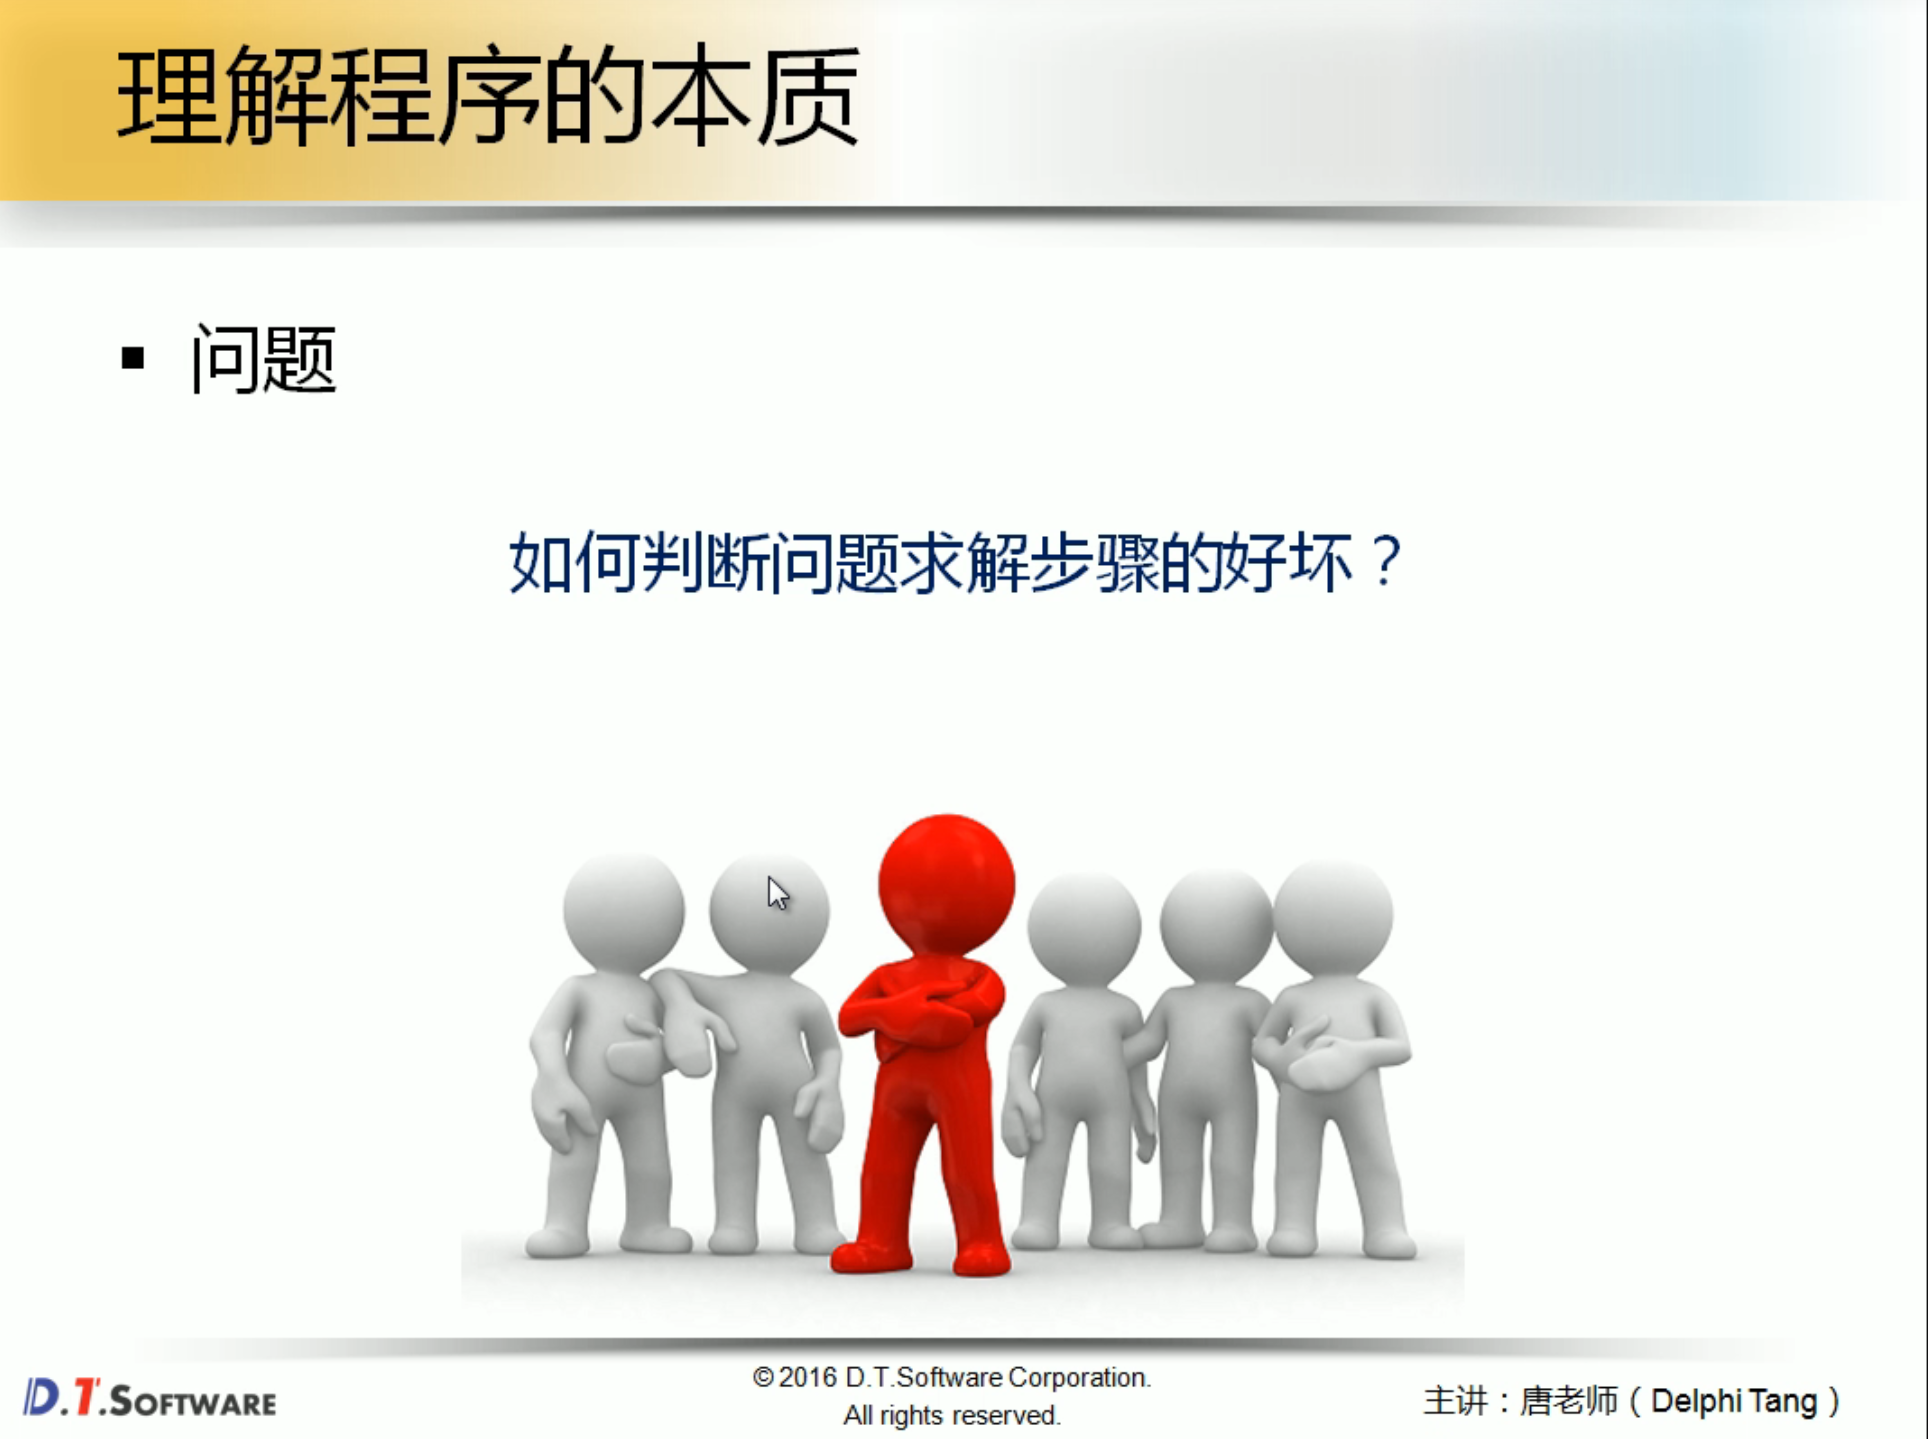 理解程序的本质
▪ 问题
如何判断问题求解步骤的好坏？
D.T.SOFTWARE
© 2016 D.T.Software Corporation.
All rights reserved.
主讲：唐老师（Delphi Tang）